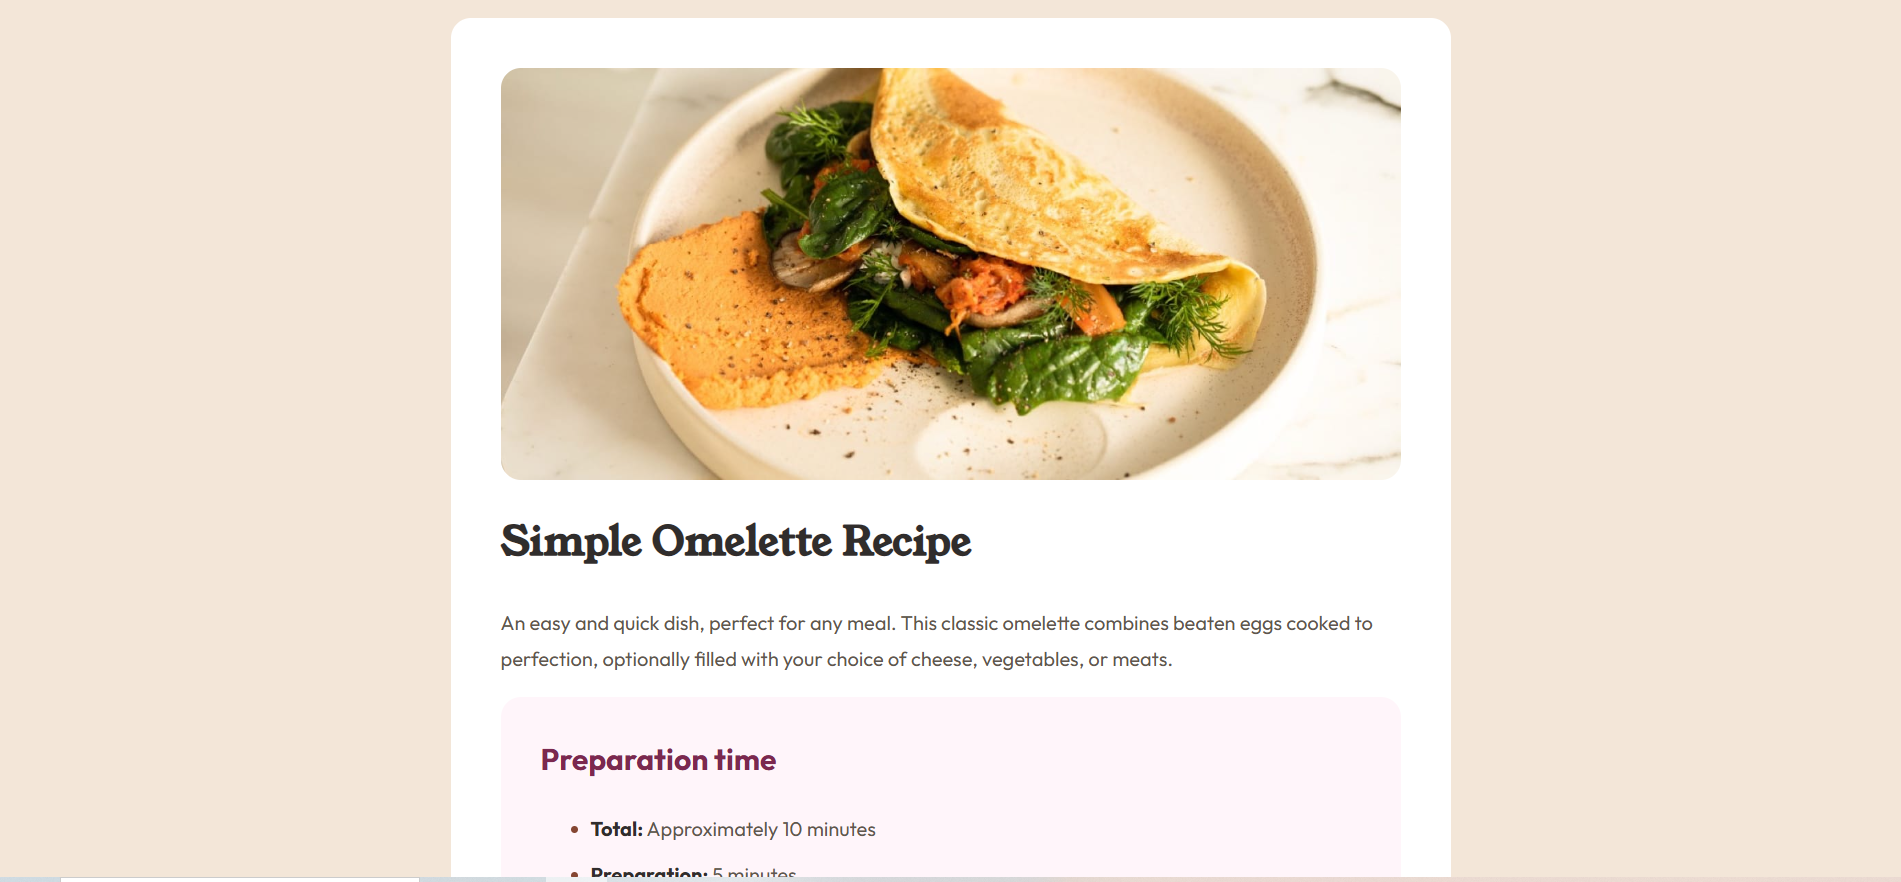 Simple Omelette Recipe
An easy and quick dish, perfect for any meal. This classic omelette combines beaten eggs cooked to
perfection, optionally filled with your choice of cheese, vegetables, or meats.
Preparation time
Total: Approximately 10 minutes
Preparation: 5 minutes